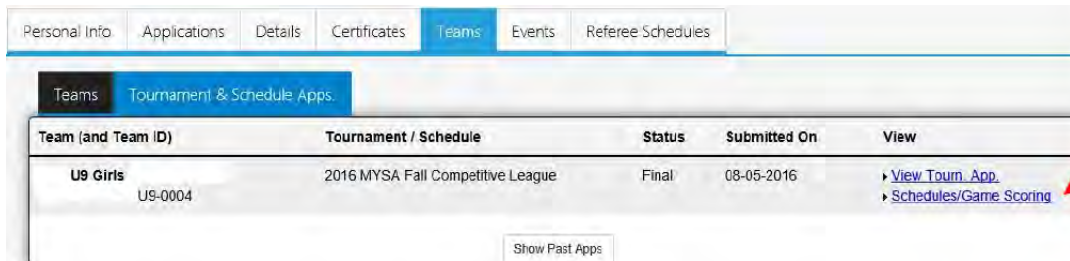 Personal Info Applications Details Certificates Teams Events Referee Schedules
Teams Tournament & Schedule Apps.
Team (and Team ID) Tournament / Schedule Status Submitted On View
U9 Girls 2016 MYSA Fall Competitive League Final 08-05-2016 View Tourn. App.
U9-0004 Schedules/Game Scoring
Show Past Apps